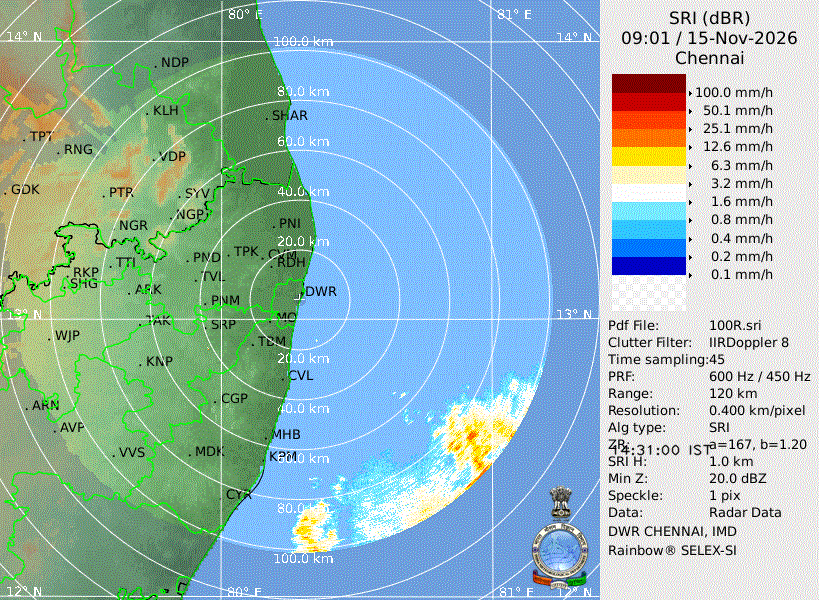 80° E
81° E
14° N
14° N
100.0 km
NDP
80.0 km
KLH
SHAR
TPT
60.0 km
RNG
VDP
40.0 km
GDK
PTR
SYV
NGP
NGR
PNI
20.0 km
TPK
PND
TTI
RDH
RKP
TVL
SHG
ARK
DWR
PNM
13° N
TAK
SRP
MO
13° N
WJP
TBM
20.0 km
KNP
CVL
CGP
ARN
40.0 km
AVP
MHB
VVS
MDK
KPM
60.0 km
CYR
80.0 km
100.0 km
12° N
80° E
81° E
12° N
SRI (dBR)
09:01 / 15-Nov-2026
Chennai
100.0 mm/h
50.1 mm/h
25.1 mm/h
12.6 mm/h
6.3 mm/h
3.2 mm/h
1.6 mm/h
0.8 mm/h
0.4 mm/h
0.2 mm/h
0.1 mm/h
Pdf File: 100R.sri
Clutter Filter: IIRDoppler 8
Time sampling:45
PRF: 600 Hz / 450 Hz
Range: 120 km
Resolution: 0.400 km/pixel
Alg type: SRI
ZR: a=167, b=1.20
14:31:00 IST
SRI H: 1.0 km
Min Z: 20.0 dBZ
Speckle: 1 pix
Data: Radar Data
DWR CHENNAI, IMD
Rainbow® SELEX-SI